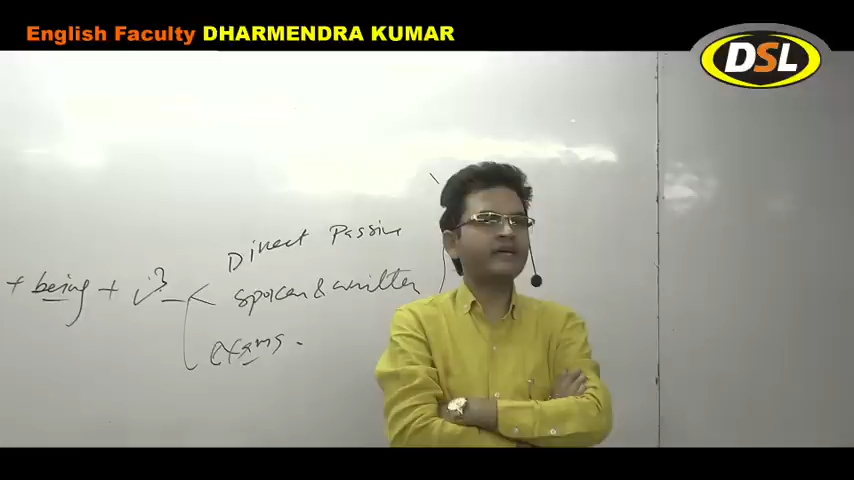 English Faculty DHARMENDRA KUMAR
DSL
Direct Passive
+ being + v3
spoken & written
exams.